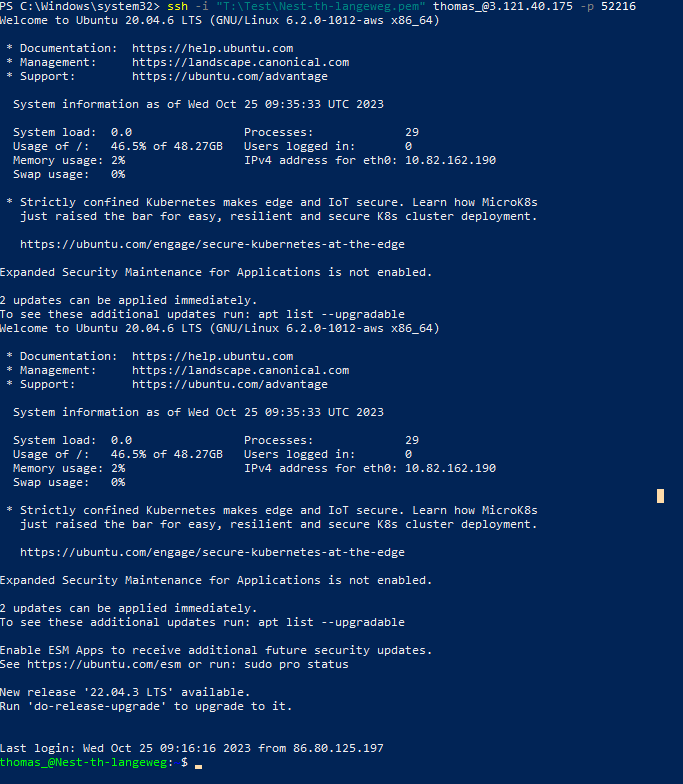 PS C:\Windows\system32> ssh -i "T:\Test\Nest-th-langeweg.pem" thomas_@3.121.40.175 -p 52216
Welcome to Ubuntu 20.04.6 LTS (GNU/Linux 6.2.0-1012-aws x86_64)
* Documentation: https://help.ubuntu.com
* Management: https://landscape.canonical.com
* Support: https://ubuntu.com/advantage
System information as of Wed Oct 25 09:35:33 UTC 2023
System load: 0.0 Processes: 29
Usage of /: 46.5% of 48.27GB Users logged in: 0
Memory usage: 2% IPv4 address for eth0: 10.82.162.190
Swap usage: 0%
* Strictly confined Kubernetes makes edge and IoT secure. Learn how MicroK8s
just raised the bar for easy, resilient and secure K8s cluster deployment.
https://ubuntu.com/engage/secure-kubernetes-at-the-edge
Expanded Security Maintenance for Applications is not enabled.
2 updates can be applied immediately.
To see these additional updates run: apt list --upgradable
Welcome to Ubuntu 20.04.6 LTS (GNU/Linux 6.2.0-1012-aws x86_64)
* Documentation: https://help.ubuntu.com
* Management: https://landscape.canonical.com
* Support: https://ubuntu.com/advantage
System information as of Wed Oct 25 09:35:33 UTC 2023
System load: 0.0 Processes: 29
Usage of /: 46.5% of 48.27GB Users logged in: 0
Memory usage: 2% IPv4 address for eth0: 10.82.162.190
Swap usage: 0%
* Strictly confined Kubernetes makes edge and IoT secure. Learn how MicroK8s
just raised the bar for easy, resilient and secure K8s cluster deployment.
https://ubuntu.com/engage/secure-kubernetes-at-the-edge
Expanded Security Maintenance for Applications is not enabled.
2 updates can be applied immediately.
To see these additional updates run: apt list --upgradable
Enable ESM Apps to receive additional future security updates.
See https://ubuntu.com/esm or run: sudo pro status
New release '22.04.3 LTS' available.
Run 'do-release-upgrade' to upgrade to it.
Last login: Wed Oct 25 09:16:16 2023 from 86.80.125.197
thomas_@Nest-th-langeweg: $